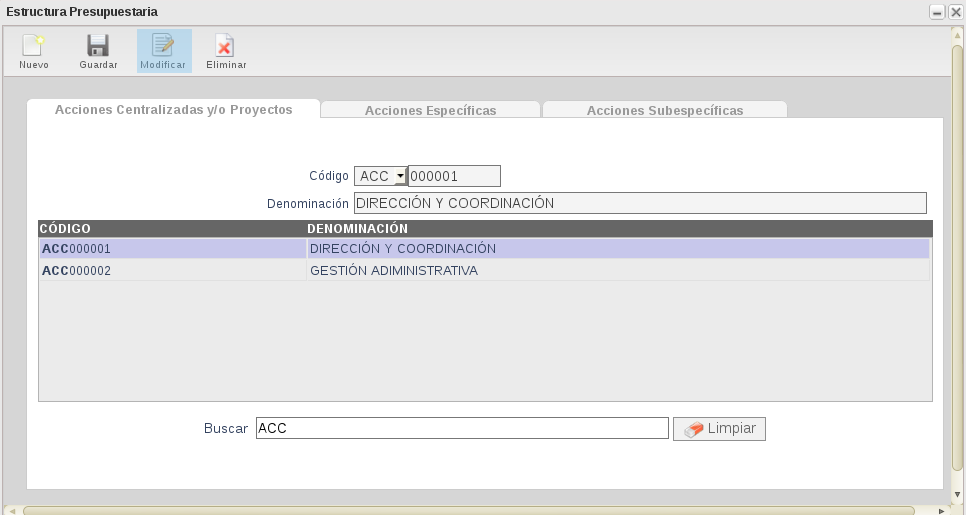 Estructura Presupuestaria
Nuevo Guardar Modificar Eliminar
Acciones Centralizadas y/o Proyectos Acciones Específicas Acciones Subespecíficas
Código ACC 000001
Denominación DIRECCIÓN Y COORDINACIÓN
CÓDIGO DENOMINACIÓN
ACC000001 DIRECCIÓN Y COORDINACIÓN
ACC000002 GESTIÓN ADIMINISTRATIVA
Buscar ACC Limpiar